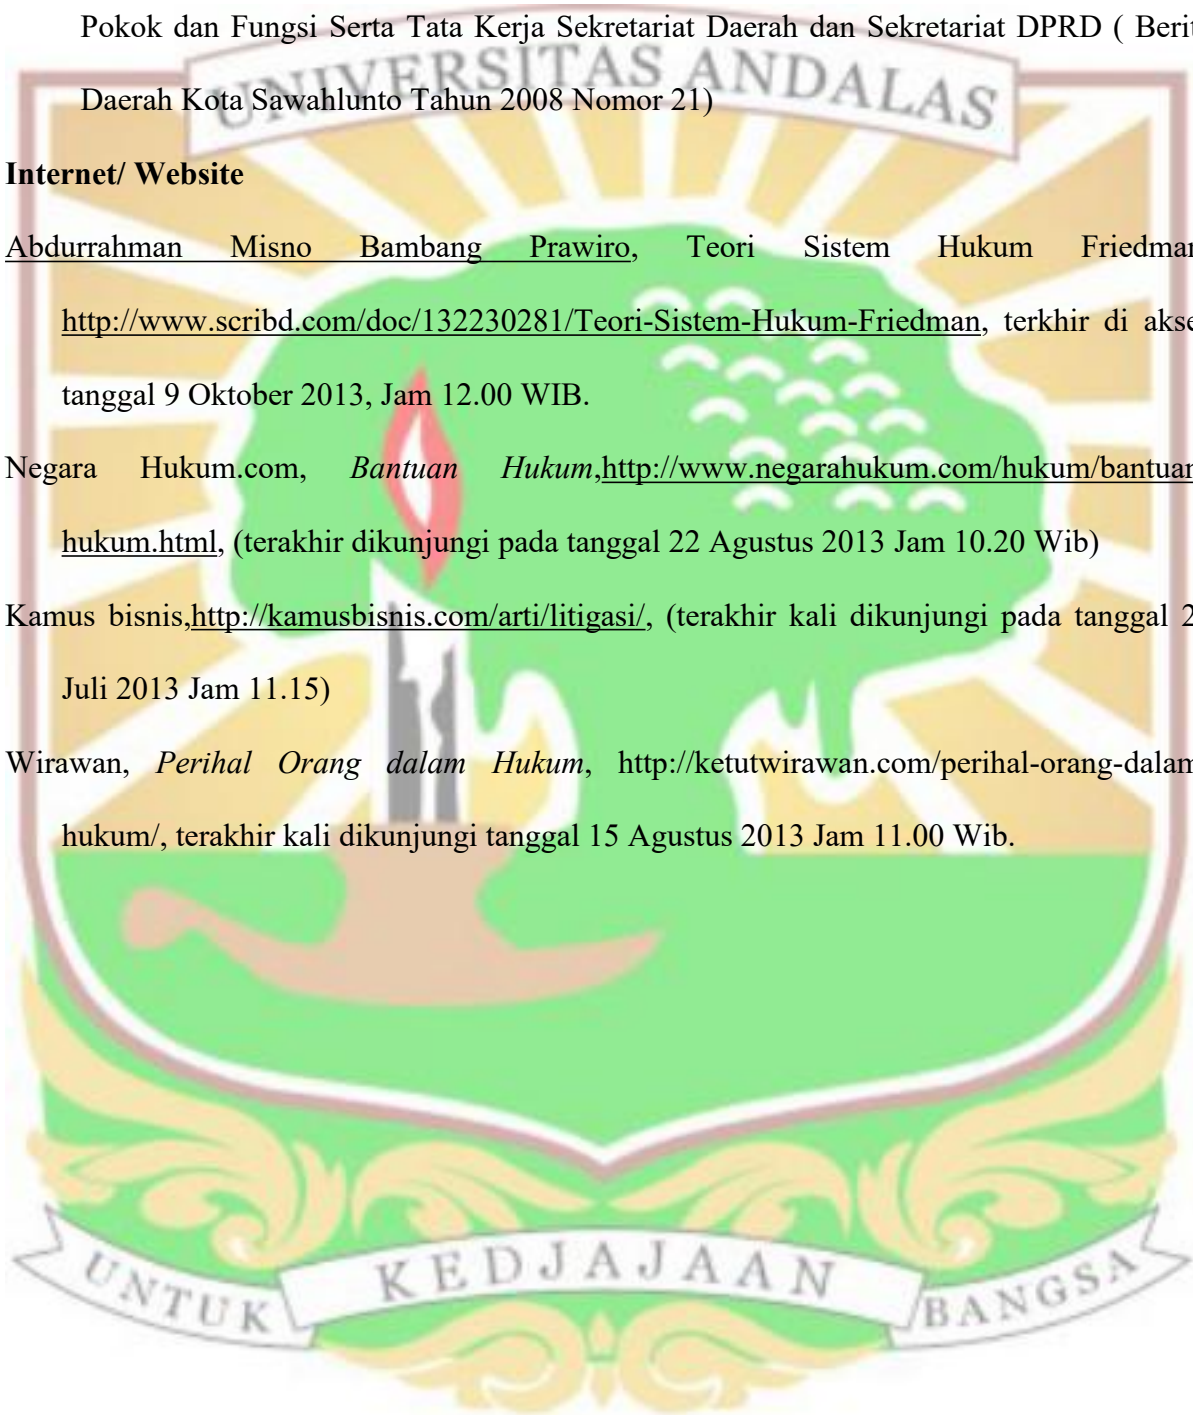 Pokok dan Fungsi Serta Tata Kerja Sekretariat Daerah dan Sekretariat DPRD ( Berit
UNIVERSITAS ANDALAS
Daerah Kota Sawahlunto Tahun 2008 Nomor 21)
Internet/ Website
Abdurrahman Misno Bambang Prawiro, Teori Sistem Hukum Friedman
http://www.scribd.com/doc/132230281/Teori-Sistem-Hukum-Friedman, terkhir di akse
tanggal 9 Oktober 2013, Jam 12.00 WIB.
Negara Hukum.com, Bantuan Hukum,http://www.negarahukum.com/hukum/bantuan
hukum.html, (terakhir dikunjungi pada tanggal 22 Agustus 2013 Jam 10.20 Wib)
Kamus bisnis,http://kamusbisnis.com/arti/litigasi/, (terakhir kali dikunjungi pada tanggal 2
Juli 2013 Jam 11.15)
Wirawan, Perihal Orang dalam Hukum, http://ketutwirawan.com/perihal-orang-dalam
hukum/, terakhir kali dikunjungi tanggal 15 Agustus 2013 Jam 11.00 Wib.
UNTUK KEDJAJAAN BANGSA